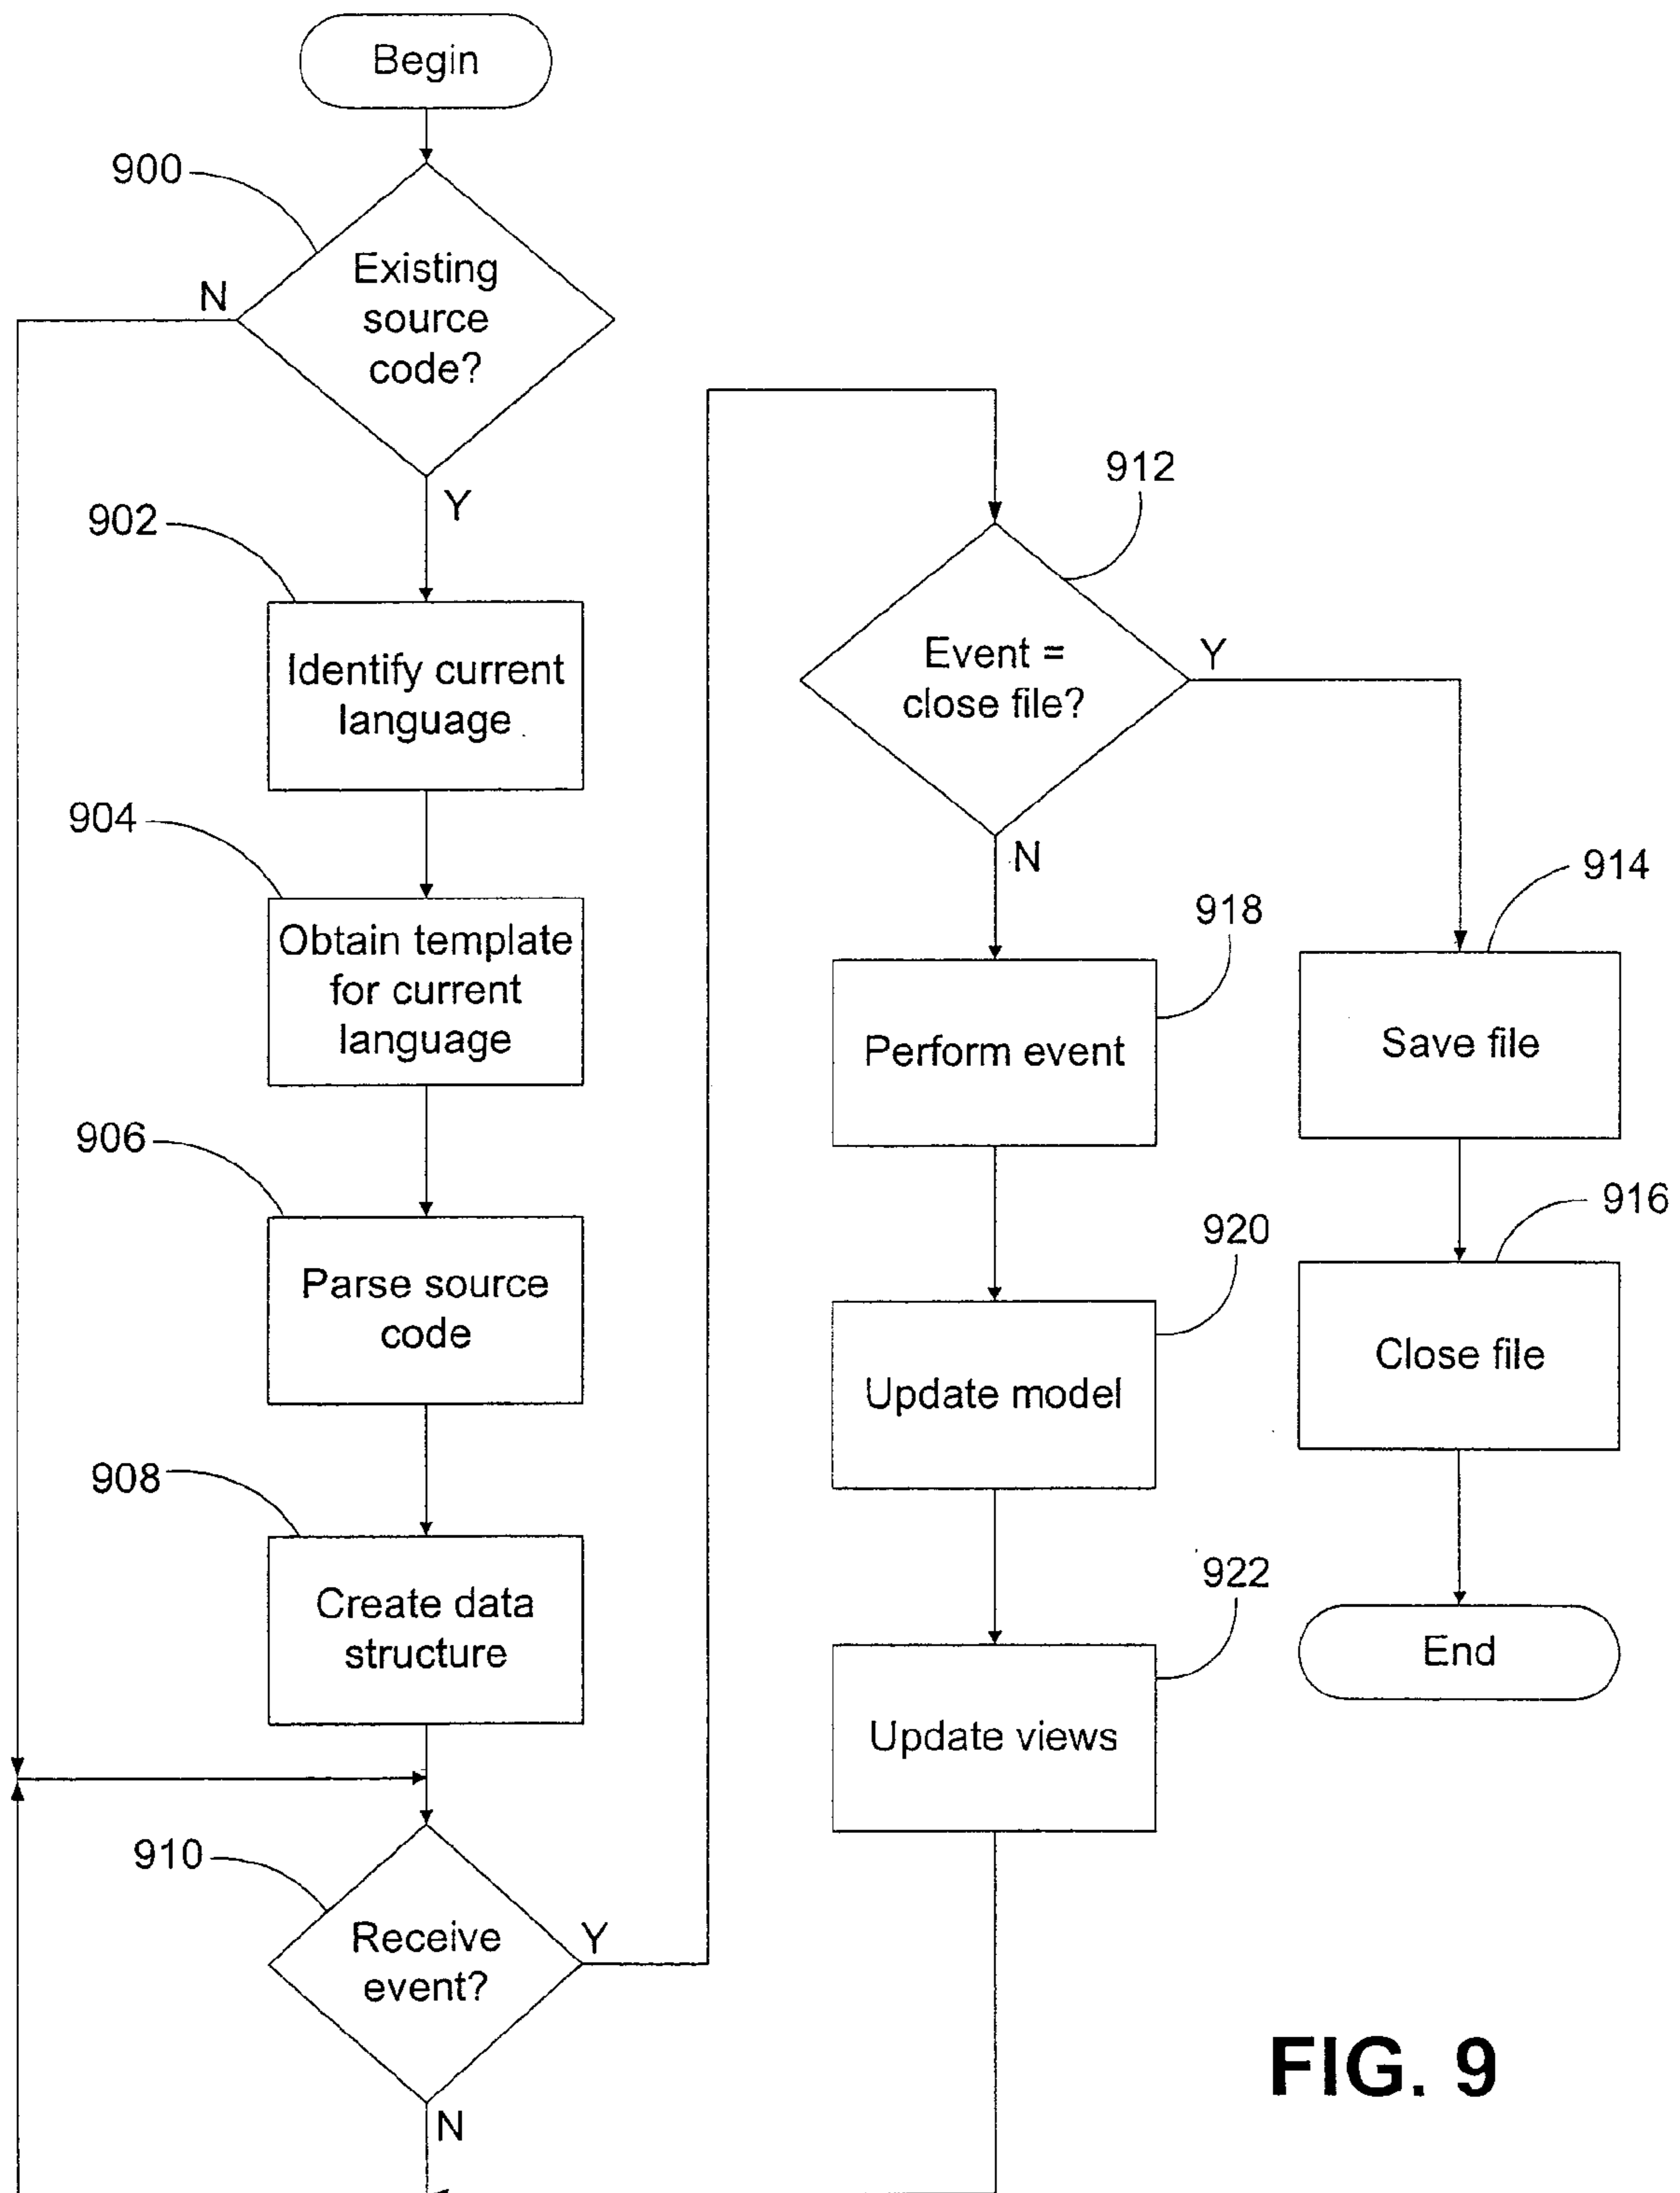 Begin
900
Existing
source
code?
N
Y
902
Identify current
language
904
Obtain template
for current
language
906
Parse source
code
908
Create data
structure
910
Receive
event?
Y
N
912
Event =
close file?
Y
N
914
Save file
916
Close file
End
918
Perform event
920
Update model
922
Update views
FIG. 9